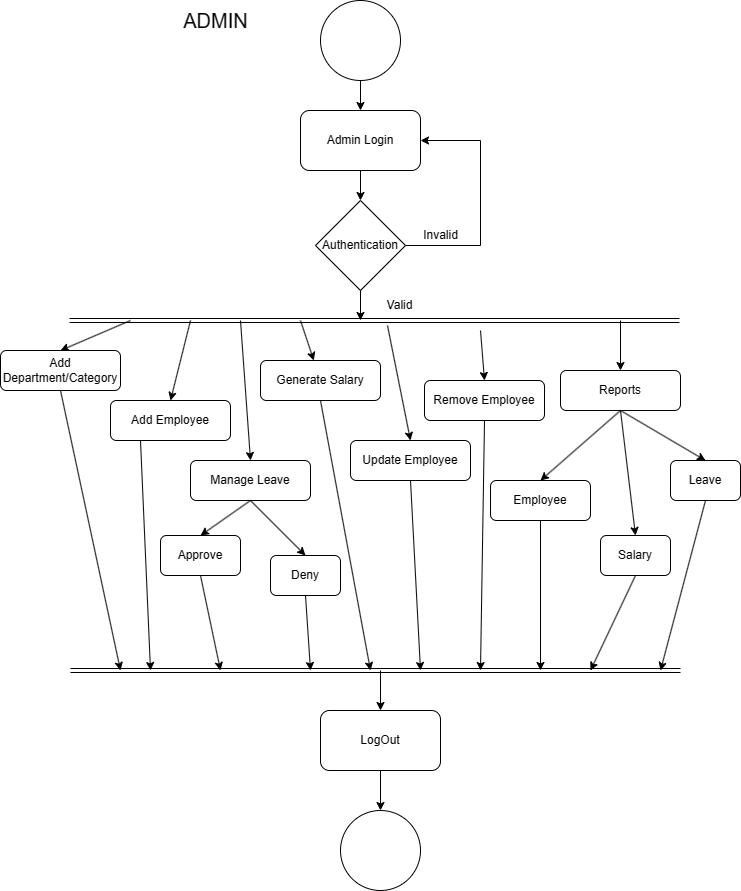 ADMIN
Admin Login
Authentication
Invalid
Valid
Add
Department/Category
Add Employee
Manage Leave
Generate Salary
Update Employee
Remove Employee
Reports
Employee
Leave
Approve
Deny
Salary
LogOut